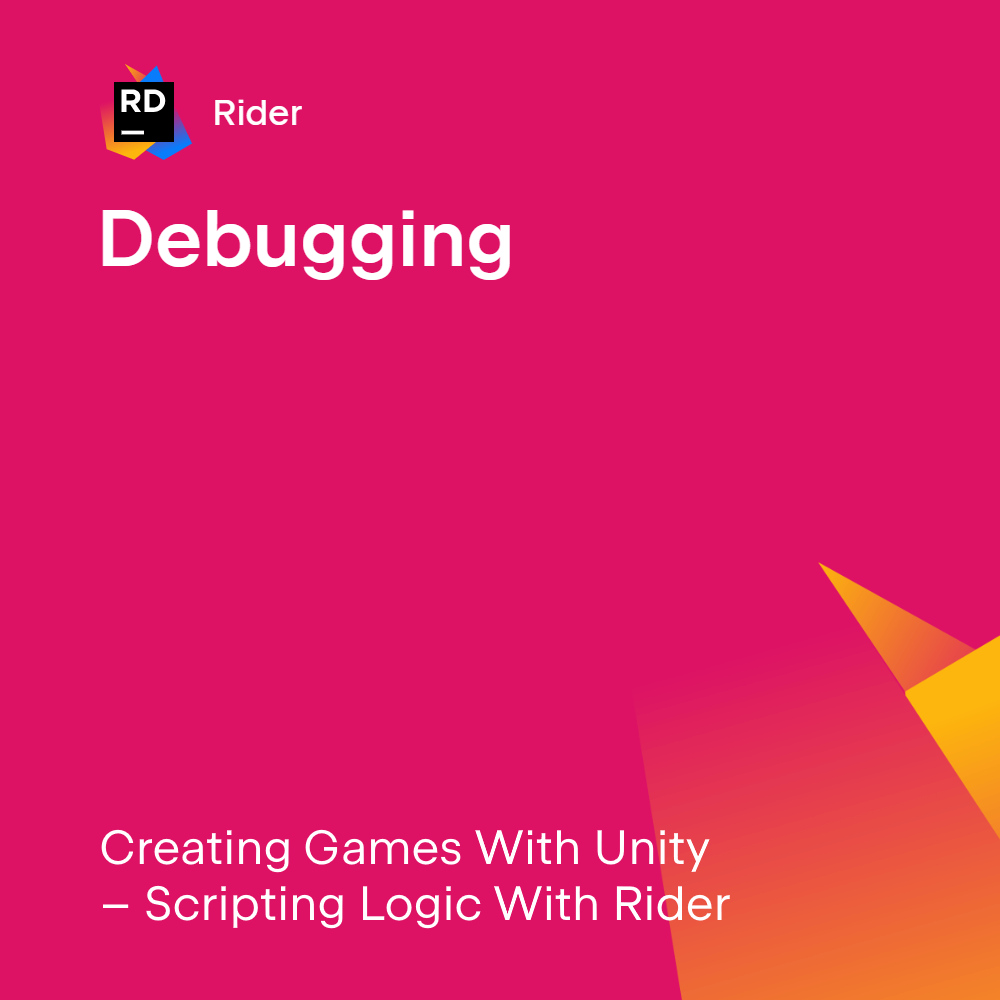 RD
Rider
Debugging
Creating Games With Unity
– Scripting Logic With Rider